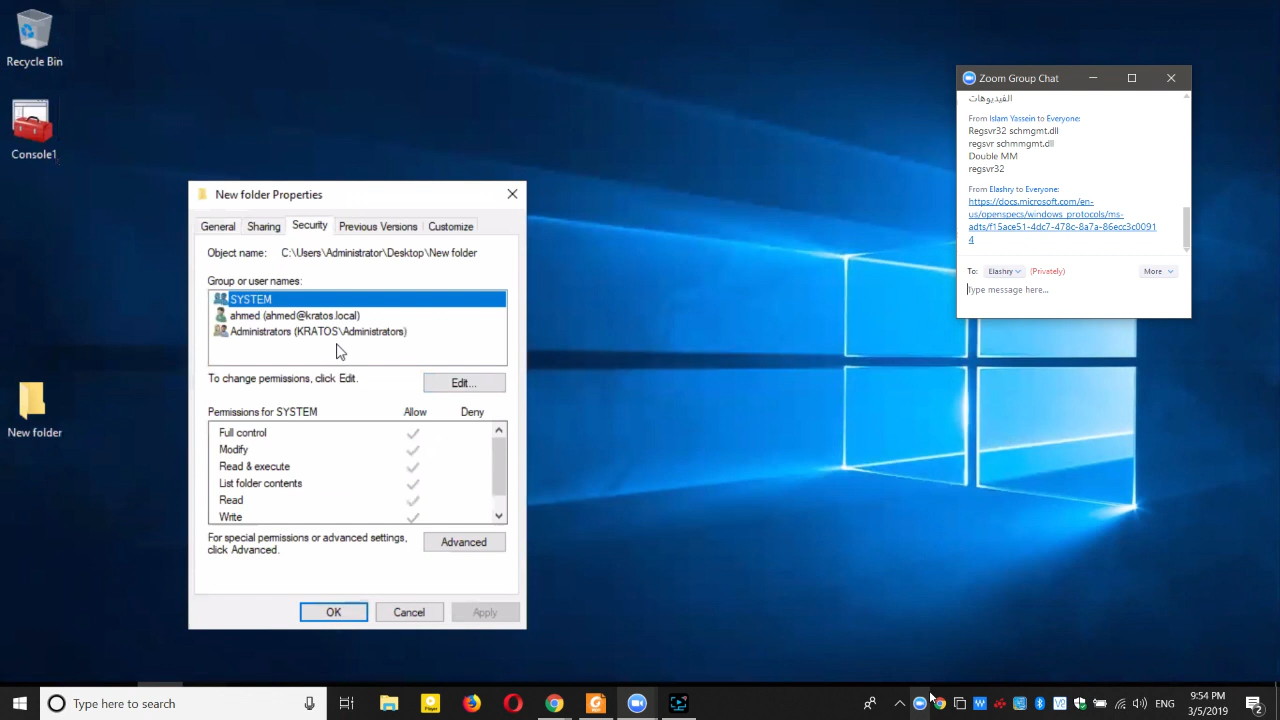 Recycle Bin
Console1
New folder
New folder Properties
General Sharing Security Previous Versions Customize
Object name: C:\Users\Administrator\Desktop\New folder
Group or user names:
SYSTEM
ahmed (ahmed@kratos.local)
Administrators (KRATOS\Administrators)
To change permissions, click Edit.
Edit...
Permissions for SYSTEM Allow Deny
Full control
Modify
Read & execute
List folder contents
Read
Write
For special permissions or advanced settings,
click Advanced.
Advanced
OK Cancel Apply
Zoom Group Chat
الفيديوهات
From Islam Yassein to Everyone:
Regsvr32 schmgmt.dll
regsvr schmmgmt.dll
Double MM
regsvr32
From Elashry to Everyone:
https://docs.microsoft.com/en-
us/openspecs/windows_protocols/ms-
adts/f15ace51-4dc7-478c-8a7a-86ecc3c0091
4
To: Elashry (Privately) More
Type message here...
Type here to search
Player
ENG
9:54 PM
3/5/2019
2